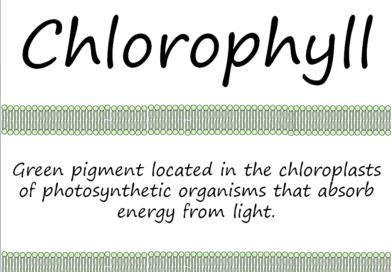 Chlorophyll
Green pigment located in the chloroplasts
of photosynthetic organisms that absorb
energy from light.